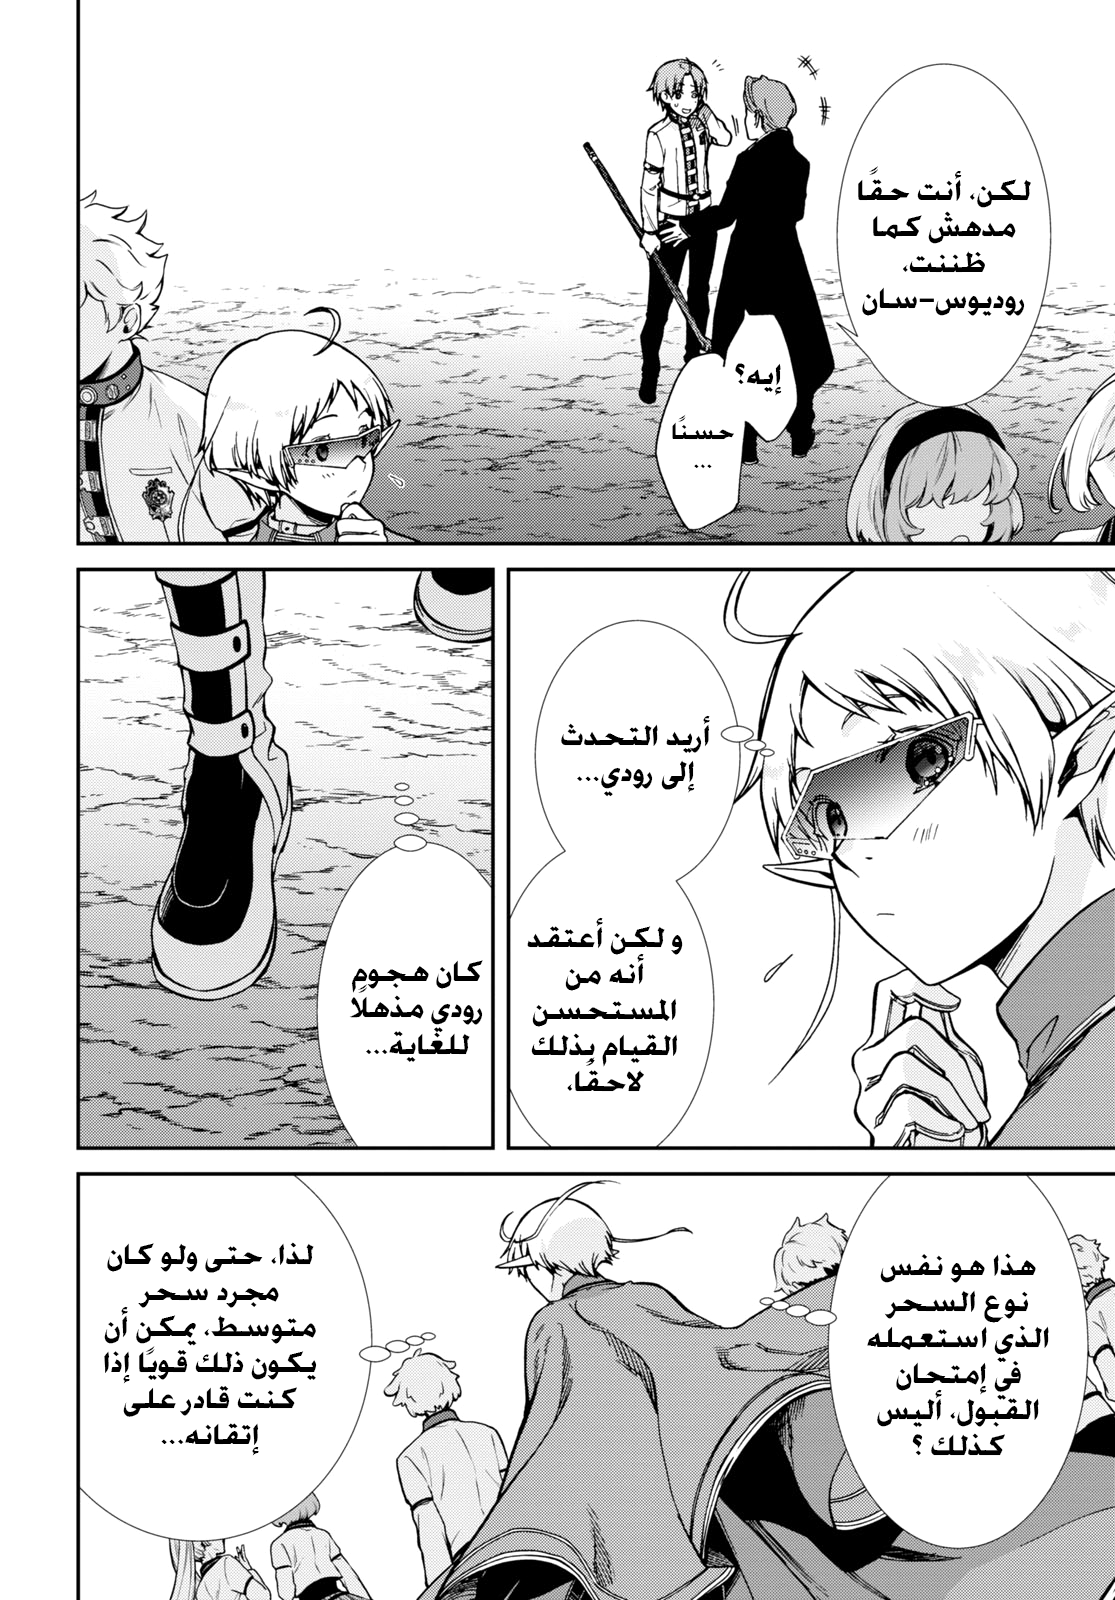 لكن، أنت حقًا
مدهش كما
ظننت،
روديوس-سان
إيه؟
حسنًا
...
أريد التحدث
إلى رودي...
و لكن أعتقد
أنه من
المستحسن
القيام بذلك
لاحقًا،
كان هجوم
رودي مذهلًا
للغاية...
هذا هو نفس
نوع السحر
الذي استعمله
في إمتحان
القبول، أليس
كذلك ؟
لذا، حتى ولو كان
مجرد سحر
متوسط، يمكن أن
يكون ذلك قويًا إذا
كنت قادر على
إتقانه...